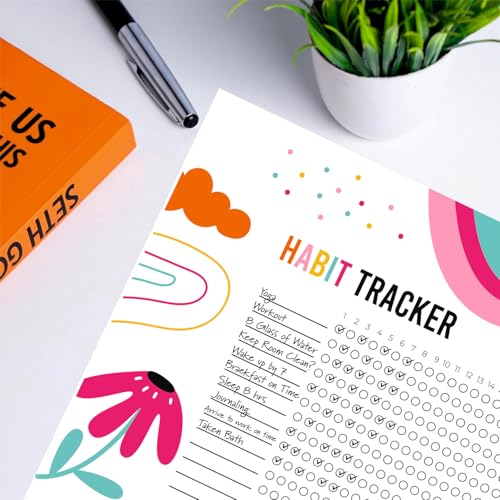 E US
HIS
SETH GO
HABIT TRACKER
1 2 3 4 5 6 7 8 9 10 11 12 13 14
Yoga
Workout
8 Glass of Water
Keep Room Clean?
Wake up by 7
Breakfast on Time
Sleep 8 hrs
Journaling
Arrive to work on time
Taken Bath